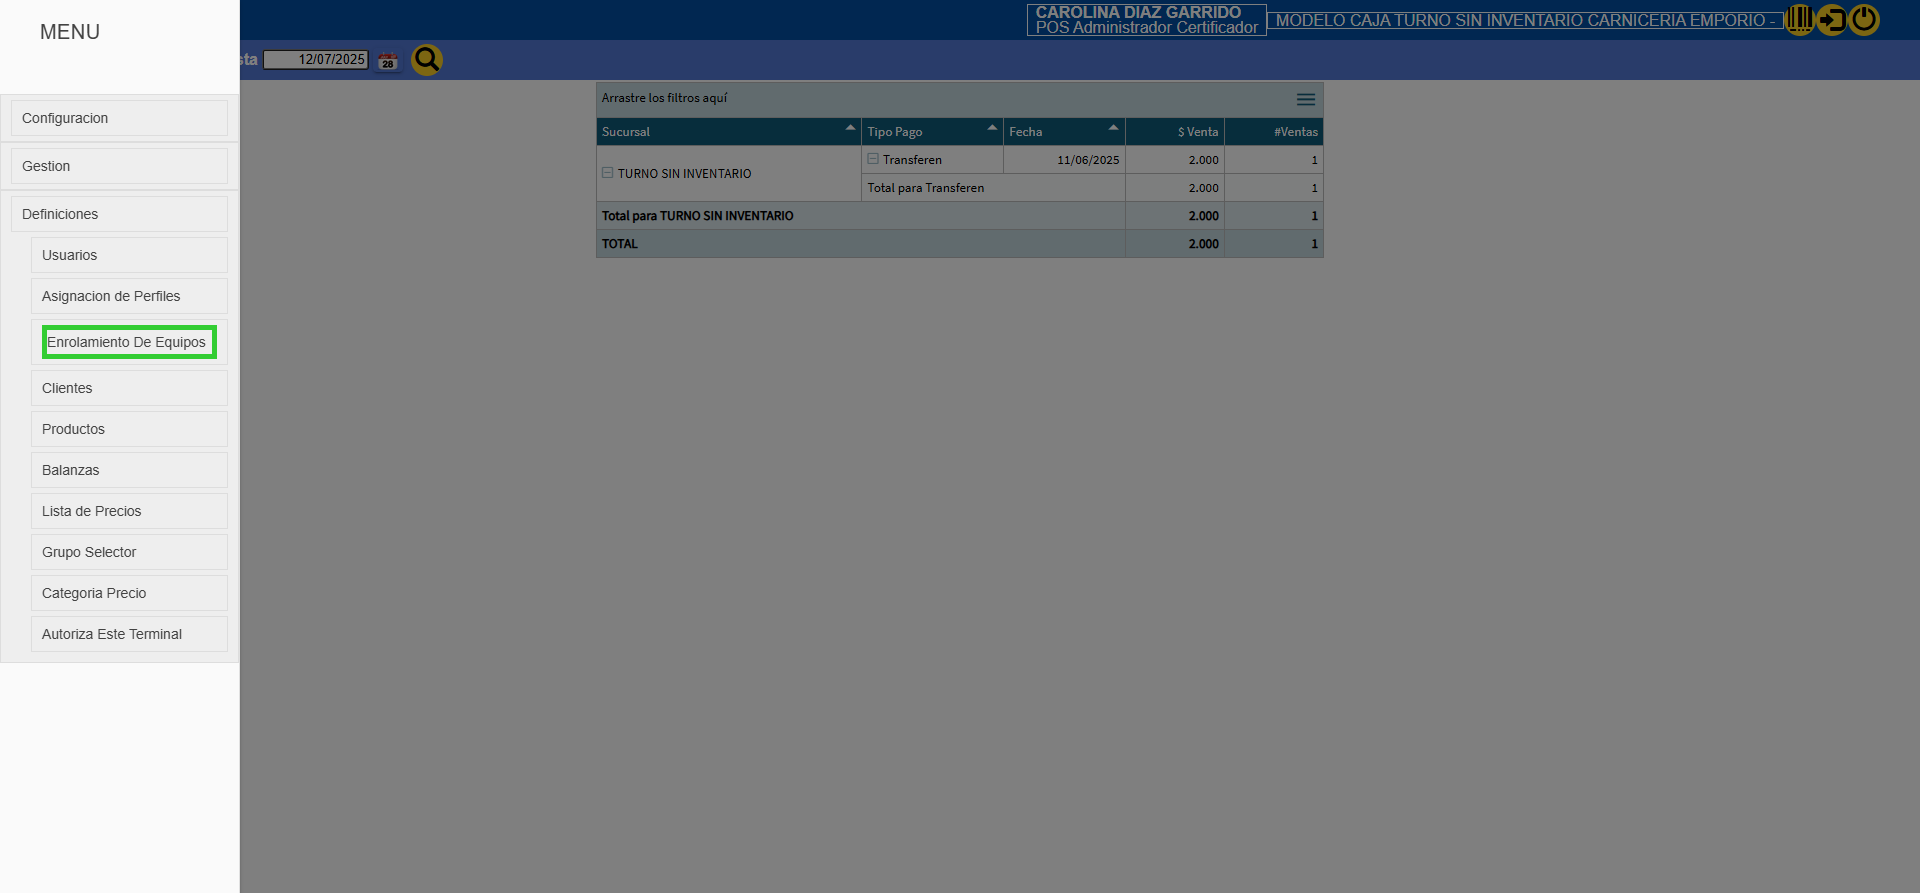 MENU
Configuracion
Gestion
Definiciones
Usuarios
Asignacion de Perfiles
Enrolamiento De Equipos
Clientes
Productos
Balanzas
Lista de Precios
Grupo Selector
Categoria Precio
Autoriza Este Terminal
CAROLINA DIAZ GARRIDO
POS Administrador Certificador
MODELO CAJA TURNO SIN INVENTARIO CARNICERIA EMPORIO -
sta 12/07/2025 28
Arrastre los filtros aquí
Sucursal Tipo Pago Fecha $ Venta #Ventas
TURNO SIN INVENTARIO Transferen 11/06/2025 2.000 1
Total para Transferen 2.000 1
Total para TURNO SIN INVENTARIO 2.000 1
TOTAL 2.000 1